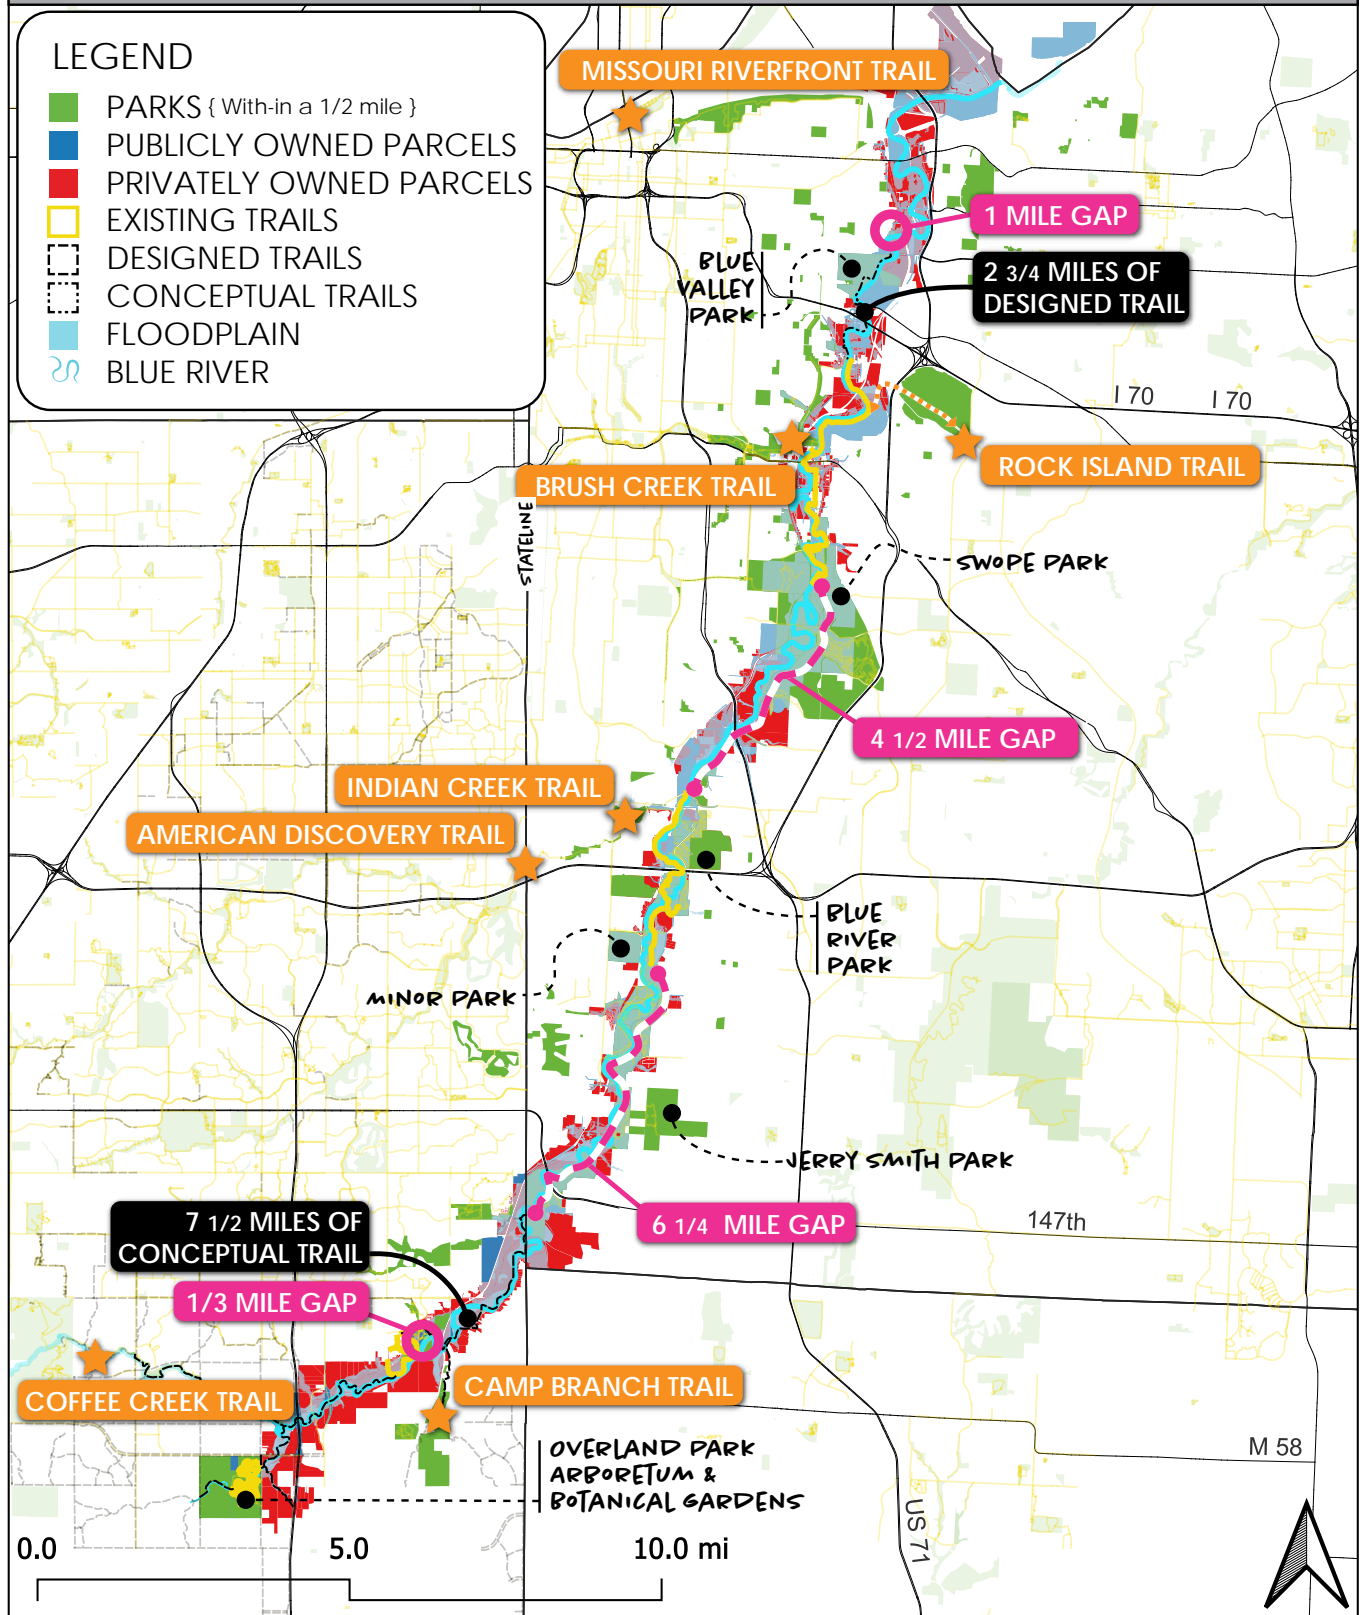 LEGEND
PARKS { With-in a 1/2 mile }
PUBLICLY OWNED PARCELS
PRIVATELY OWNED PARCELS
EXISTING TRAILS
DESIGNED TRAILS
CONCEPTUAL TRAILS
FLOODPLAIN
BLUE RIVER
MISSOURI RIVERFRONT TRAIL
1 MILE GAP
BLUE
VALLEY
PARK
2 3/4 MILES OF
DESIGNED TRAIL
I 70
I 70
ROCK ISLAND TRAIL
BRUSH CREEK TRAIL
STATELINE
SWOPE PARK
4 1/2 MILE GAP
INDIAN CREEK TRAIL
AMERICAN DISCOVERY TRAIL
BLUE
RIVER
PARK
MINOR PARK
JERRY SMITH PARK
7 1/2 MILES OF
CONCEPTUAL TRAIL
6 1/4 MILE GAP
147th
1/3 MILE GAP
COFFEE CREEK TRAIL
CAMP BRANCH TRAIL
OVERLAND PARK
ARBORETUM &
BOTANICAL GARDENS
M 58
US 71
0.0
5.0
10.0 mi